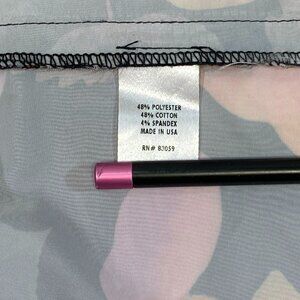 48% POLYESTER
48% COTTON
4% SPANDEX
MADE IN USA
RN# 83059